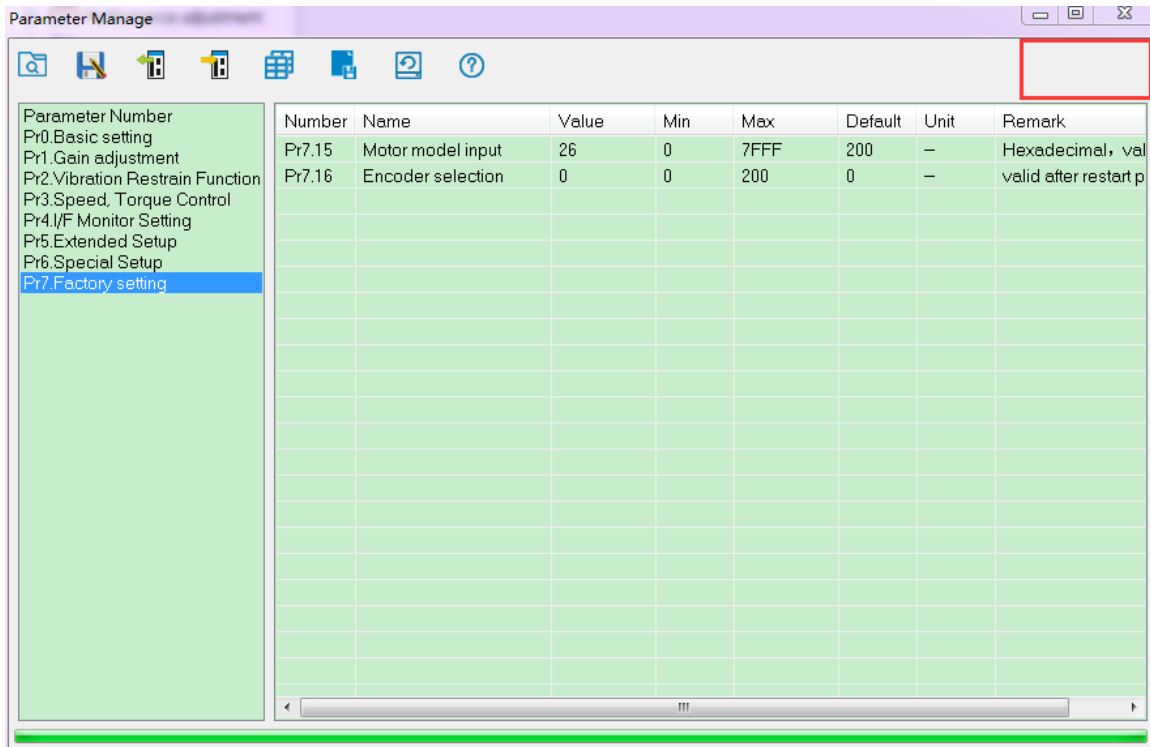 Parameter Manage
Parameter Number
Pr0.Basic setting
Pr1.Gain adjustment
Pr2.Vibration Restrain Function
Pr3.Speed, Torque Control
Pr4.I/F Monitor Setting
Pr5.Extended Setup
Pr6.Special Setup
Pr7.Factory setting
Number Name Value Min Max Default Unit Remark
Pr7.15 Motor model input 26 0 7FFF 200 – Hexadecimal，val
Pr7.16 Encoder selection 0 0 200 0 – valid after restart p